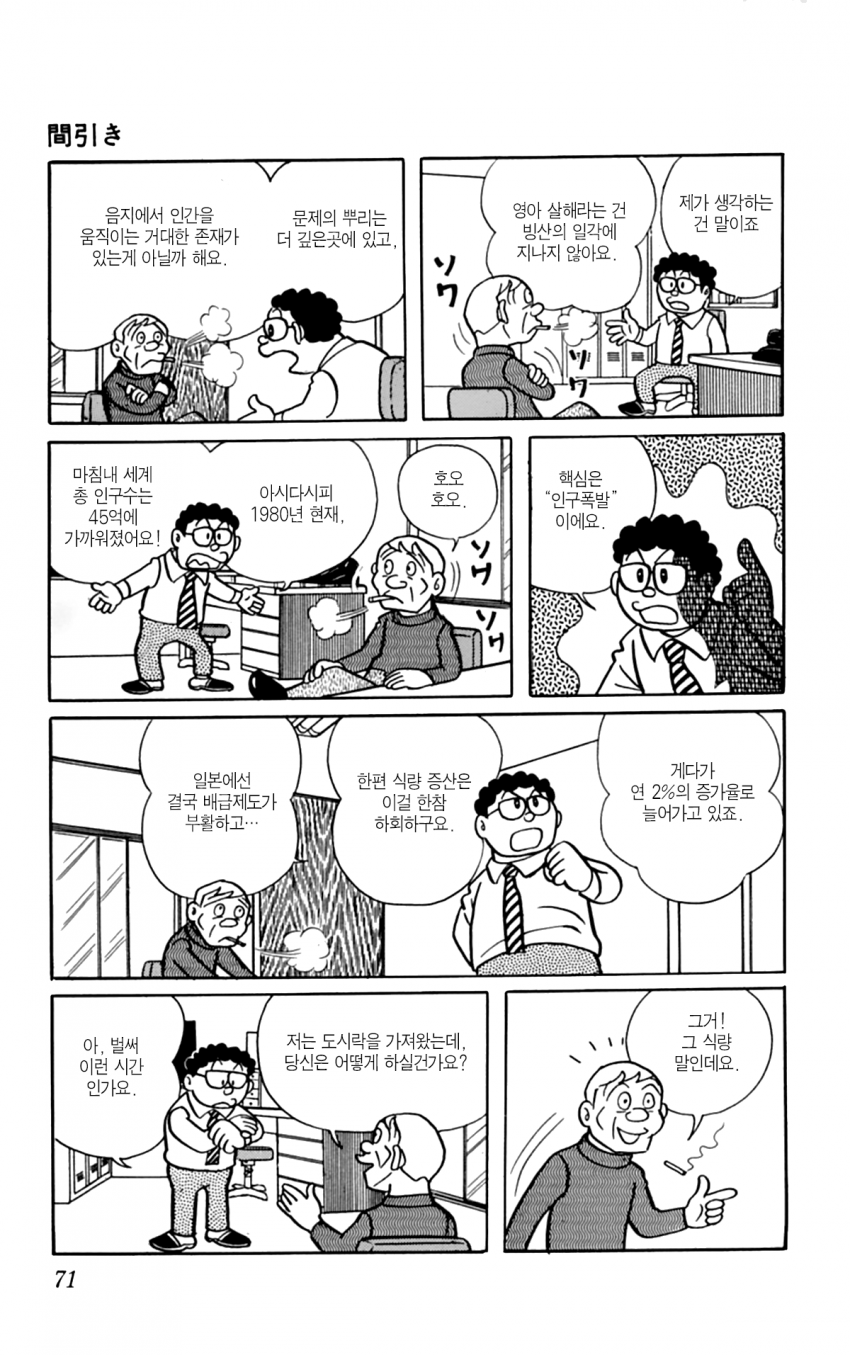 間引き
제가 생각하는
건 말이죠
영아 살해라는 건
빙산의 일각에
지나지 않아요.
ソワ
ソワ
문제의 뿌리는
더 깊은곳에 있고,
음지에서 인간을
움직이는 거대한 존재가
있는게 아닐까 해요.
핵심은
“인구폭발”
이에요.
호오
호오.
ソワ
ソワ
아시다시피
1980년 현재,
마침내 세계
총 인구수는
45억에
가까워졌어요!
게다가
연 2%의 증가율로
늘어가고 있죠.
한편 식량 증산은
이걸 한참
하회하구요.
일본에선
결국 배급제도가
부활하고…
그거!
그 식량
말인데요.
저는 도시락을 가져왔는데,
당신은 어떻게 하실건가요?
아, 벌써
이런 시간
인가요.
71